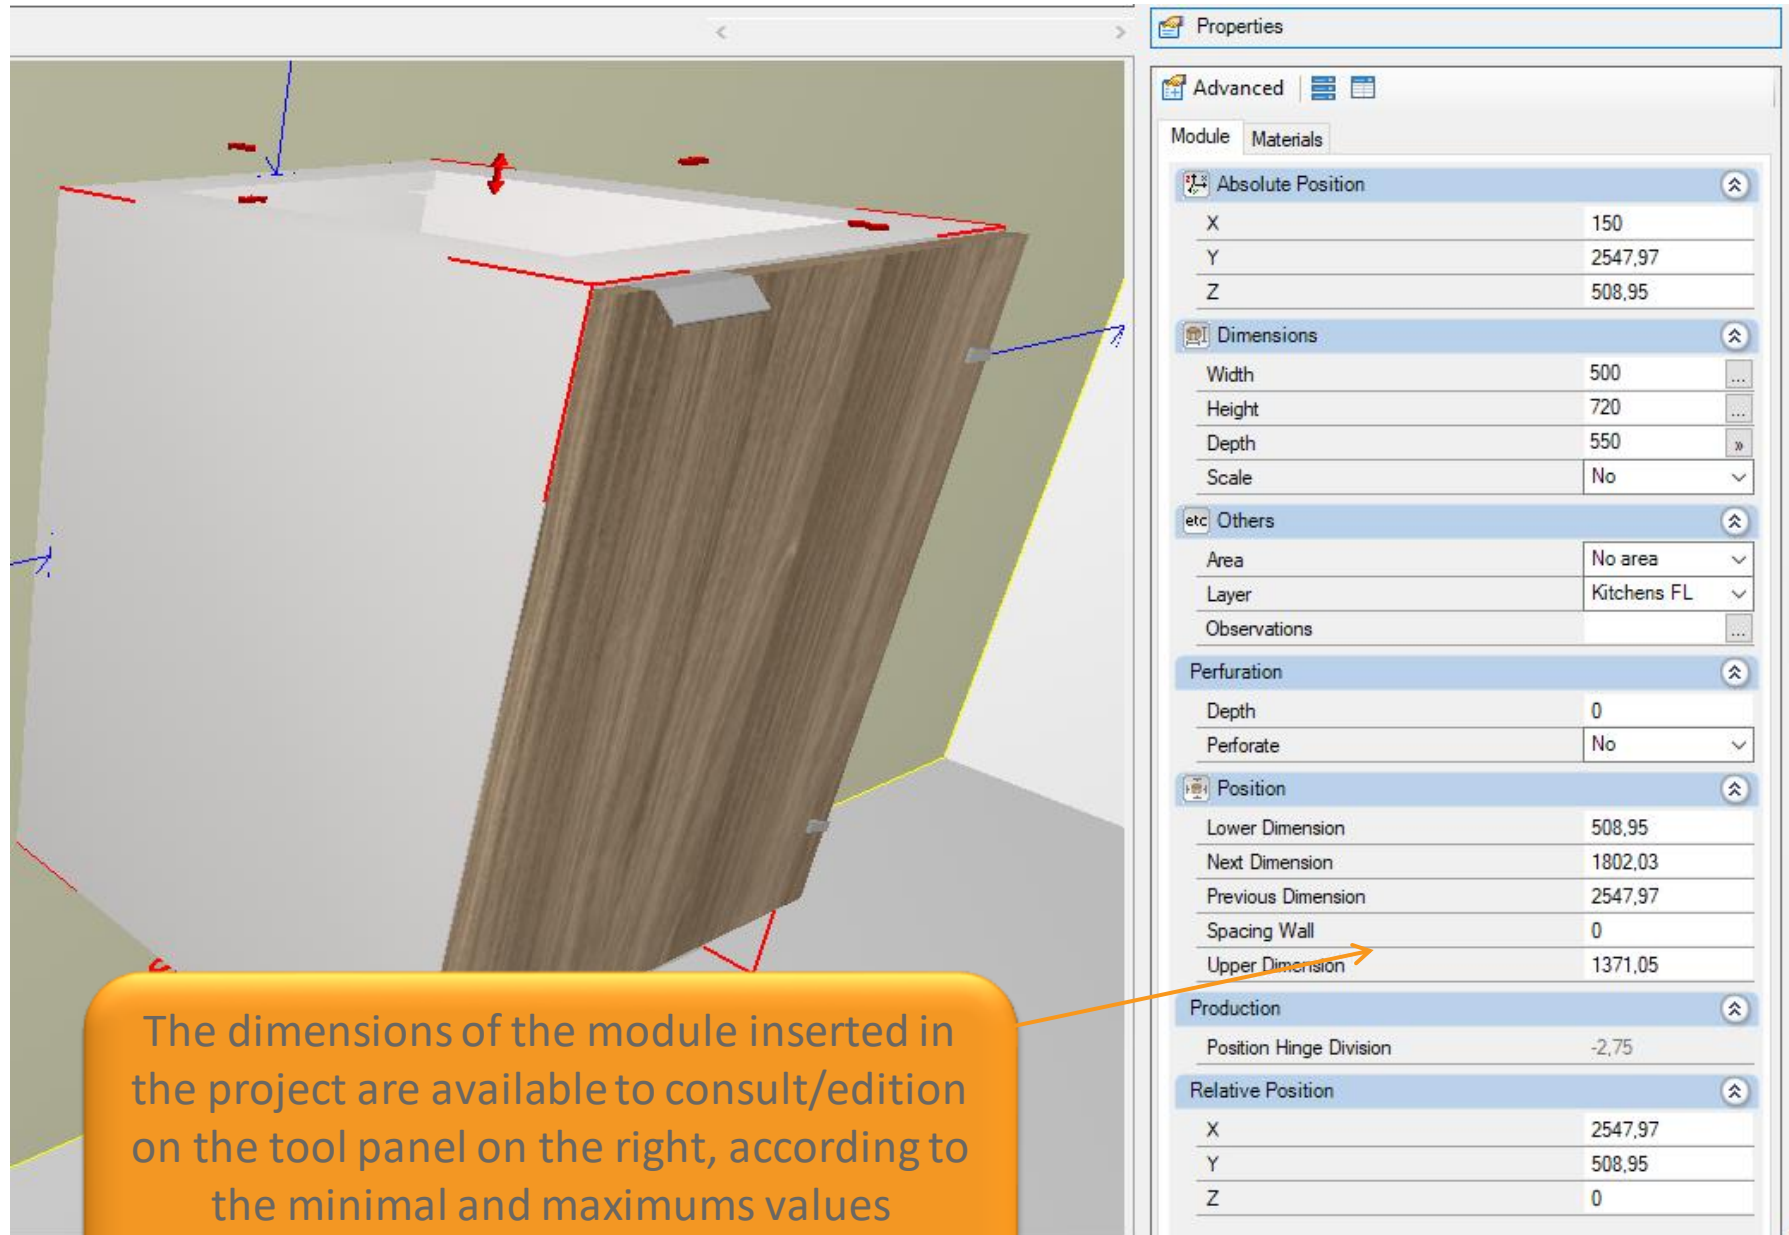 Properties
Advanced
Module Materials
Absolute Position
X 150
Y 2547,97
Z 508,95
Dimensions
Width 500 ...
Height 720 ...
Depth 550 »
Scale No
etc Others
Area No area
Layer Kitchens FL
Observations ...
Perfuration
Depth 0
Perforate No
Position
Lower Dimension 508,95
Next Dimension 1802,03
Previous Dimension 2547,97
Spacing Wall 0
Upper Dimension 1371,05
Production
Position Hinge Division -2,75
Relative Position
X 2547,97
Y 508,95
Z 0
The dimensions of the module inserted in
the project are available to consult/edition
on the tool panel on the right, according to
the minimal and maximums values